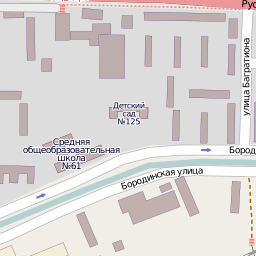 Рус
улица Багратиона
Детский
сад
№125
Средняя
общеобразовательная
школа
№61
Бород
Бородинская улица